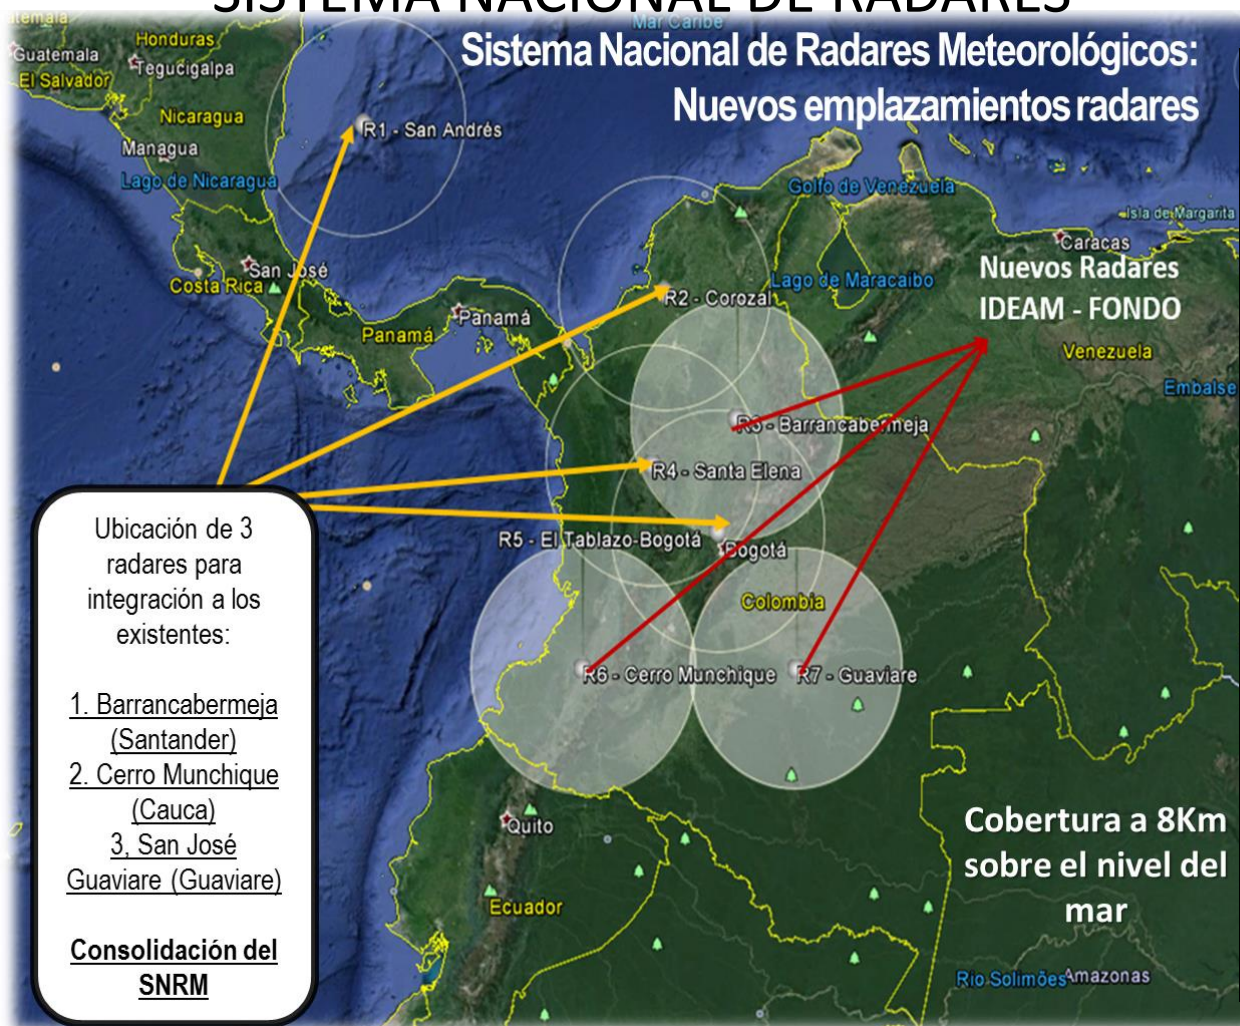 SISTEMA NACIONAL DE RADARES
Sistema Nacional de Radares Meteorológicos:
Nuevos emplazamientos radares
Mar Caribe
Guatemala
Honduras
Tegucigalpa
El Salvador
Nicaragua
Managua
Lago de Nicaragua
R1 - San Andrés
Golfo de Venezuela
Isla de Margarita
San José
Costa Rica
Caracas
Lago de Maracaibo
Nuevos Radares
IDEAM - FONDO
R2 - Corozal
Panamá
Panamá
Venezuela
Embalse
R3 - Barrancabermeja
R4 - Santa Elena
R5 - El Tablazo-Bogotá
Bogotá
Colombia
R6 - Cerro Munchique
R7 - Guaviare
Ubicación de 3
radares para
integración a los
existentes:
1. Barrancabermeja
(Santander)
2. Cerro Munchique
(Cauca)
3, San José
Guaviare (Guaviare)
Consolidación del
SNRM
Quito
Ecuador
Cobertura a 8Km
sobre el nivel del
mar
Rio Solimões
Amazonas